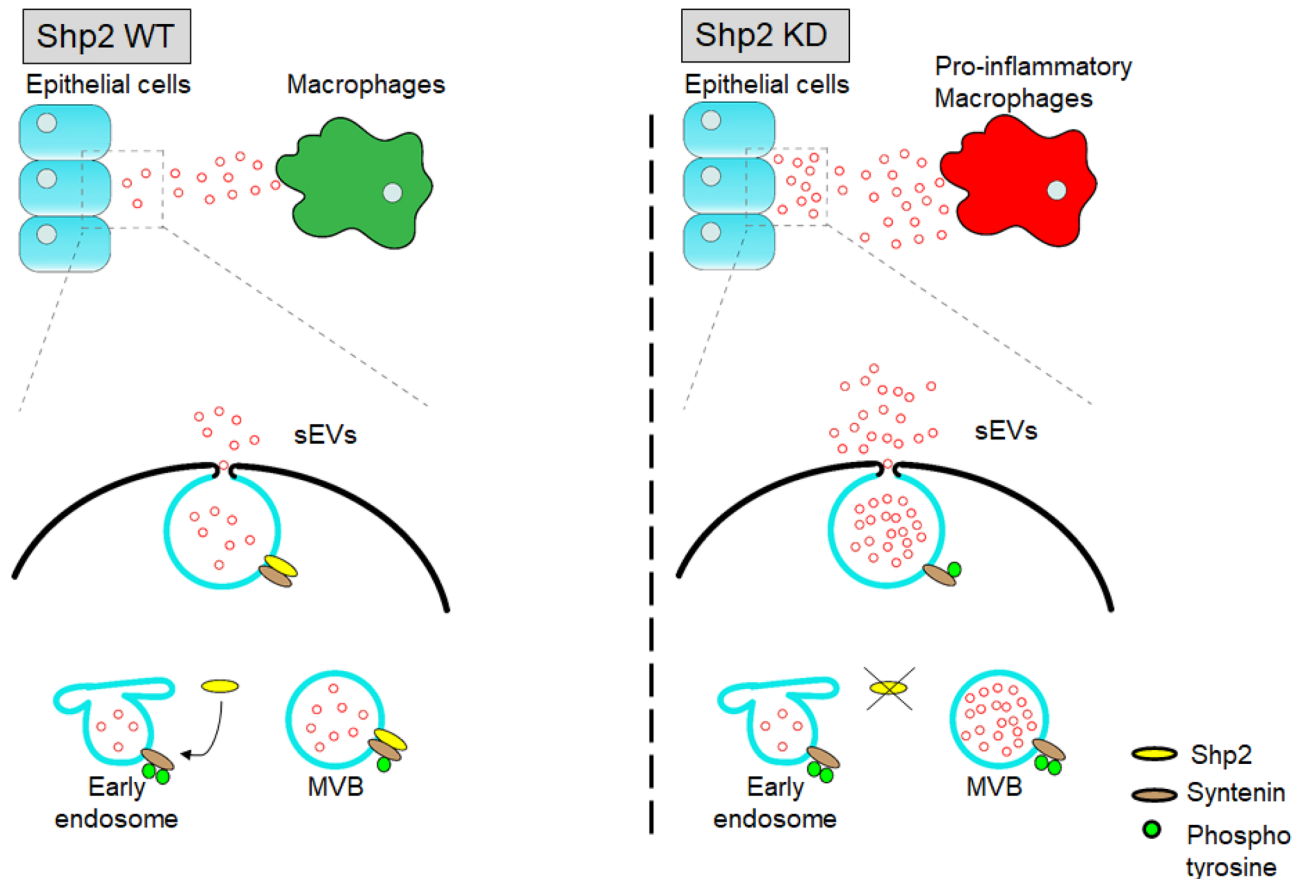 Shp2 WT
Epithelial cells
Macrophages
sEVs
Early
endosome
MVB
Shp2 KD
Epithelial cells
Pro-inflammatory
Macrophages
sEVs
Early
endosome
MVB
Shp2
Syntenin
Phospho
tyrosine